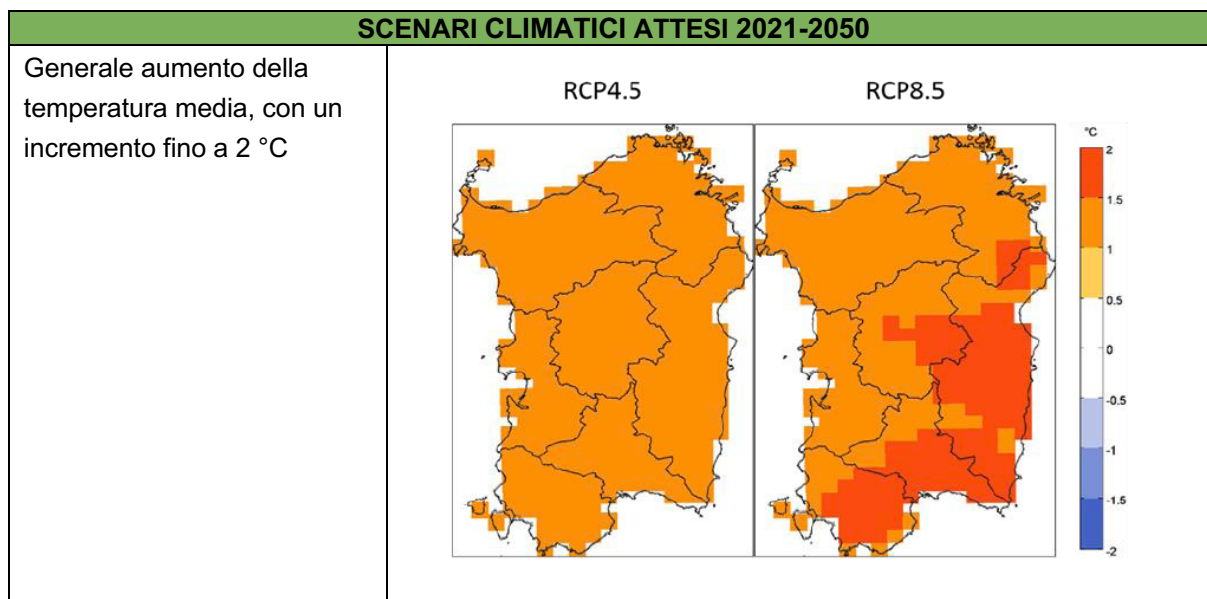 SCENARI CLIMATICI ATTESI 2021-2050
Generale aumento della
temperatura media, con un
incremento fino a 2 °C
RCP4.5
RCP8.5
°C
2
1.5
1
0.5
0
-0.5
-1
-1.5
-2